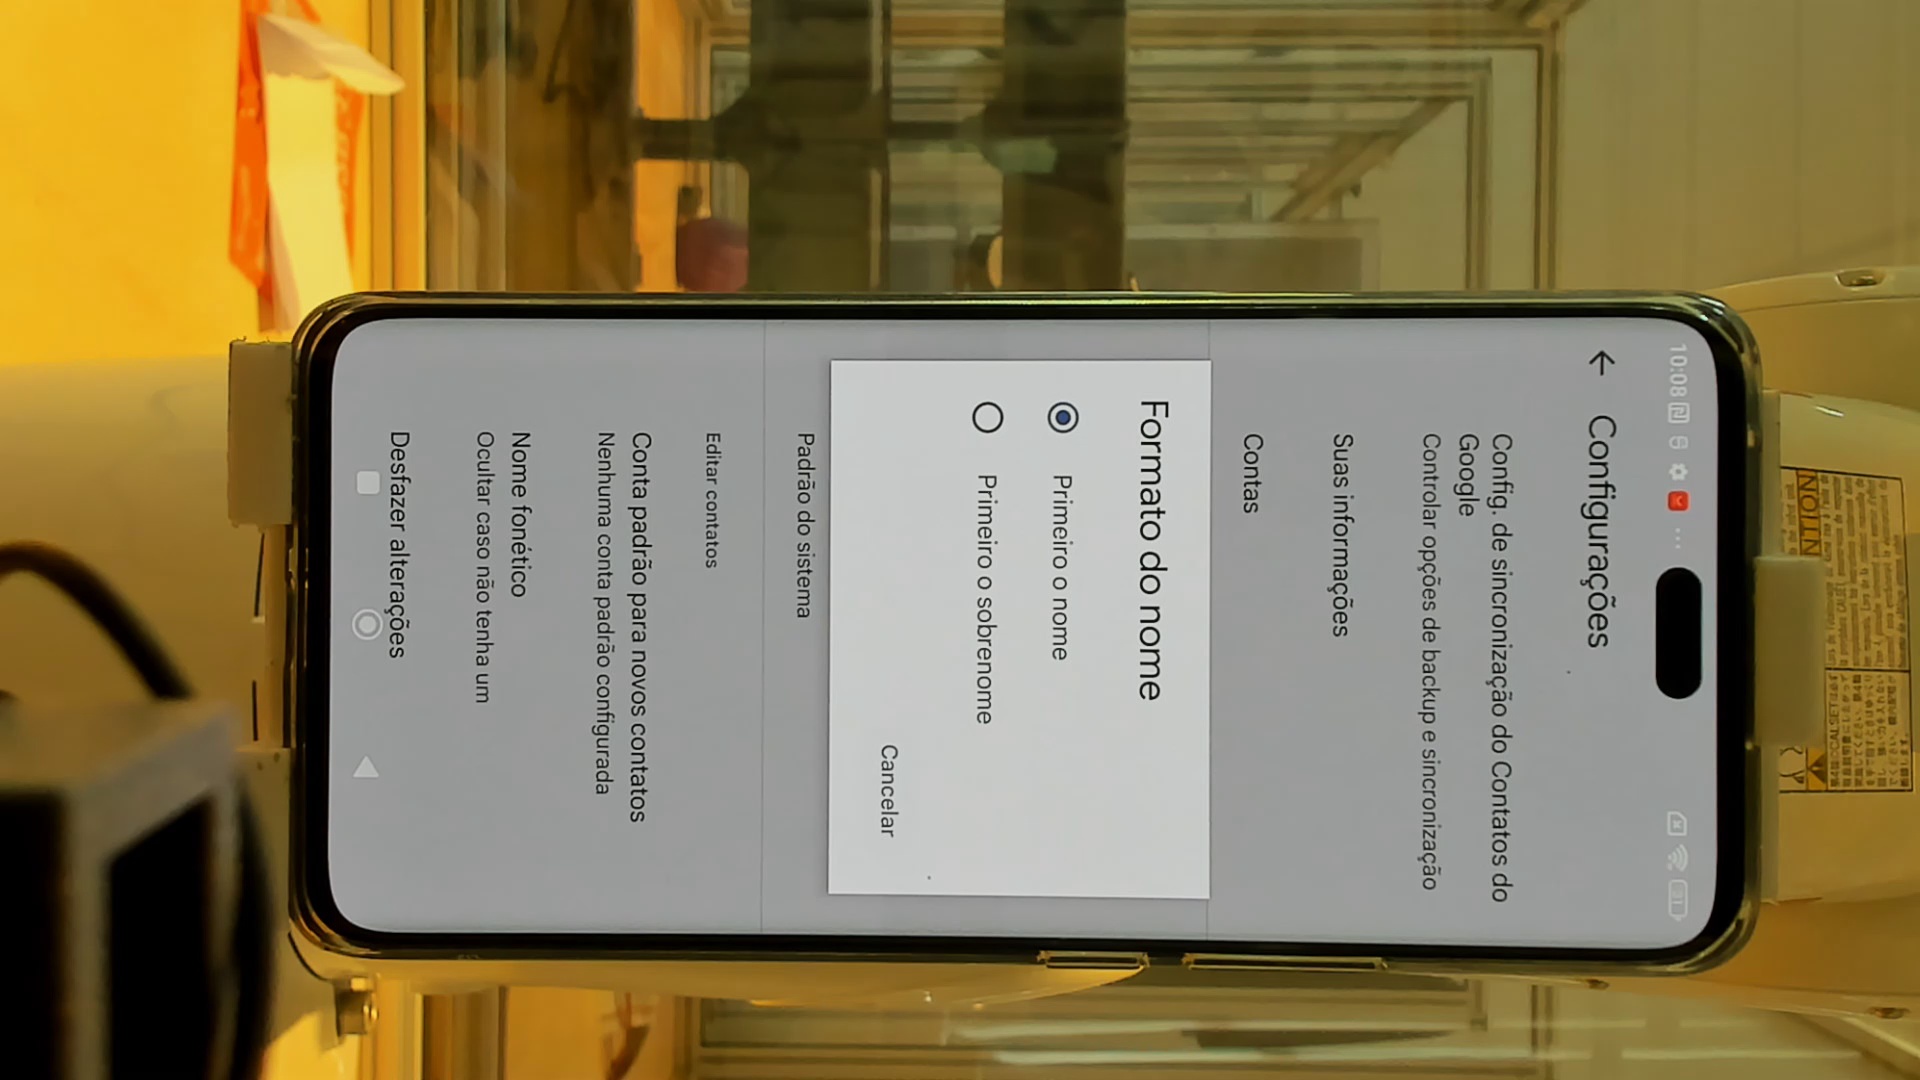 10:08
Configurações
Config. de sincronização do Contatos do
Google
Controlar opções de backup e sincronização
Suas informações
Contas
Formato do nome
Primeiro o nome
Primeiro o sobrenome
Cancelar
Padrão do sistema
Editar contatos
Conta padrão para novos contatos
Nenhuma conta padrão configurada
Nome fonético
Ocultar caso não tenha um
Desfazer alterações